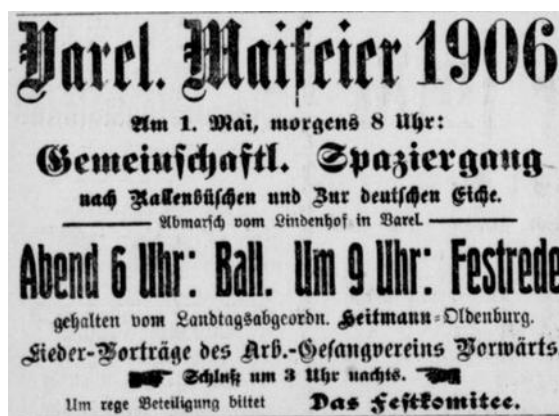 Varel. Maifeier 1906
Am 1. Mai, morgens 8 Uhr:
Gemeinschaftl. Spaziergang
nach Rallenbüschen und Zur deutschen Eiche.
Abmarsch vom Lindenhof in Varel.
Abend 6 Uhr: Ball. Um 9 Uhr: Festrede
gehalten vom Landtagsabgeordn. Heitmann-Oldenburg.
Lieder-Vorträge des Arb.-Gesangvereins Vorwärts
Schluß um 3 Uhr nachts.
Um rege Beteiligung bittet Das Festkomitee.